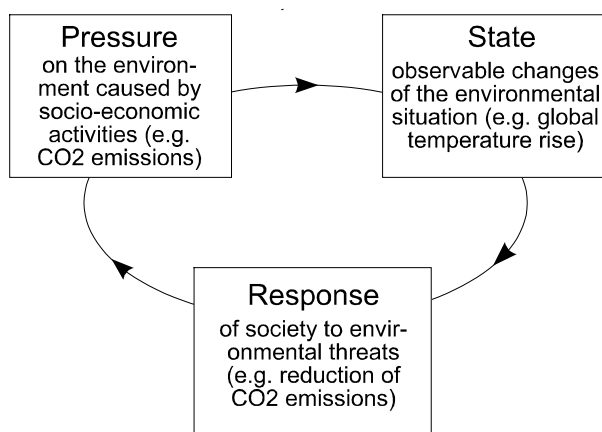 Pressure
on the environ-
ment caused by
socio-economic
activities (e.g.
CO2 emissions)
State
observable changes
of the environmental
situation (e.g. global
temperature rise)
Response
of society to envir-
onmental threats
(e.g. reduction of
CO2 emissions)